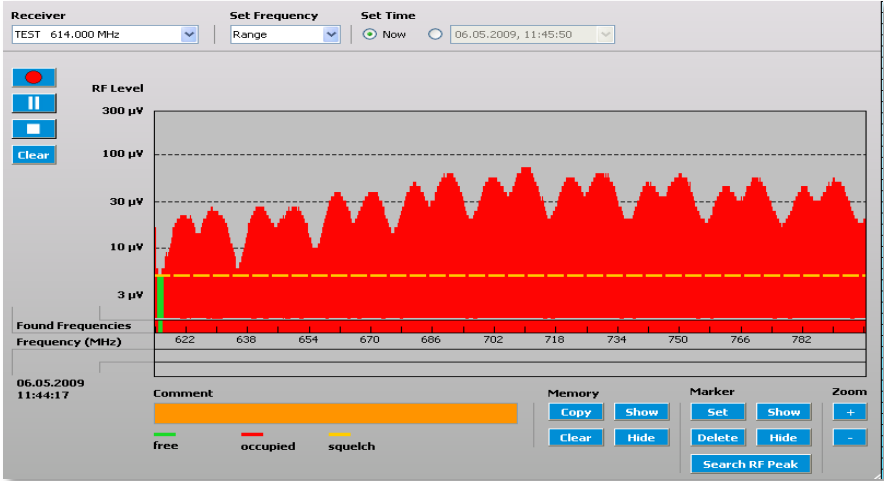 Receiver Set Frequency Set Time
TEST 614.000 MHz Range Now 06.05.2009, 11:45:50
RF Level
300 µV
Clear 100 µV
30 µV
10 µV
3 µV
Found Frequencies
Frequency (MHz) 622 638 654 670 686 702 718 734 750 766 782
06.05.2009
11:44:17
Comment Memory Marker Zoom
Copy Show Set Show +
Clear Hide Delete Hide -
free occupied squelch
Search RF Peak